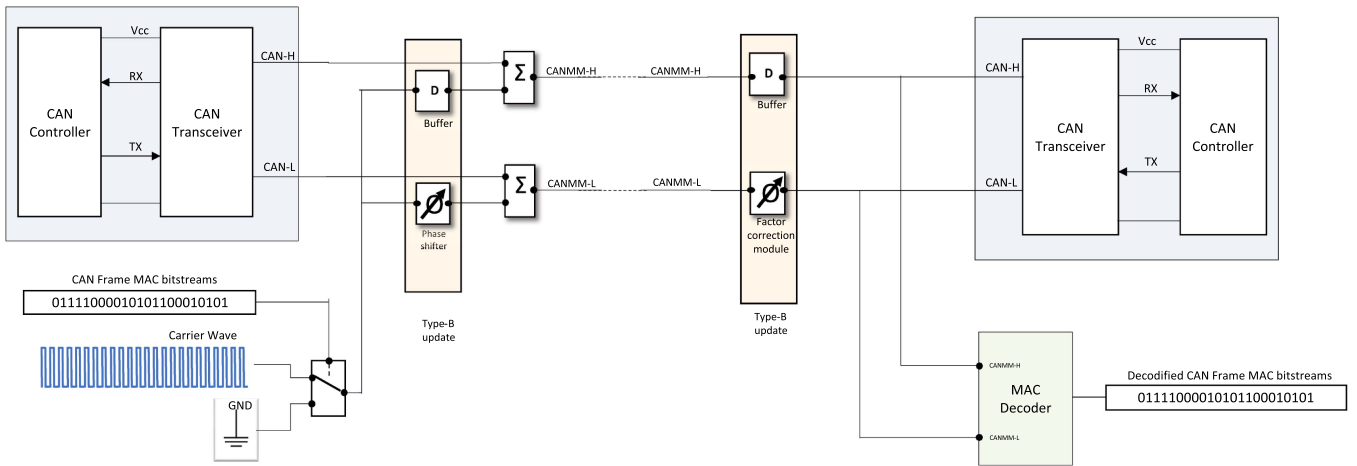 Vcc
CAN-H
RX
CAN
Controller
CAN
Transceiver
TX
CAN-L
D
Buffer
Σ
CANMM-H
CANMM-H
D
Buffer
CAN-H
Vcc
RX
CAN
Transceiver
CAN
Controller
TX
CAN-L
Σ
CANMM-L
CANMM-L
Ø
Phase
shifter
Ø
Factor
correction
module
CAN Frame MAC bitstreams
01111000010101100010101
Carrier Wave
GND
Type-B
update
Type-B
update
CANMM-H
MAC
Decoder
CANMM-L
Decodified CAN Frame MAC bitstreams
01111000010101100010101